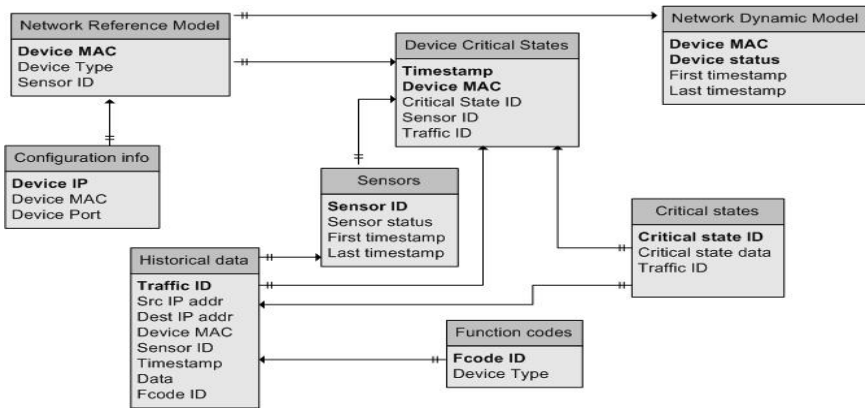 Network Reference Model
Device MAC
Device Type
Sensor ID
Device Critical States
Timestamp
Device MAC
Critical State ID
Sensor ID
Traffic ID
Network Dynamic Model
Device MAC
Device status
First timestamp
Last timestamp
Configuration info
Device IP
Device MAC
Device Port
Sensors
Sensor ID
Sensor status
First timestamp
Last timestamp
Critical states
Critical state ID
Critical state data
Traffic ID
Historical data
Traffic ID
Src IP addr
Dest IP addr
Device MAC
Sensor ID
Timestamp
Data
Fcode ID
Function codes
Fcode ID
Device Type